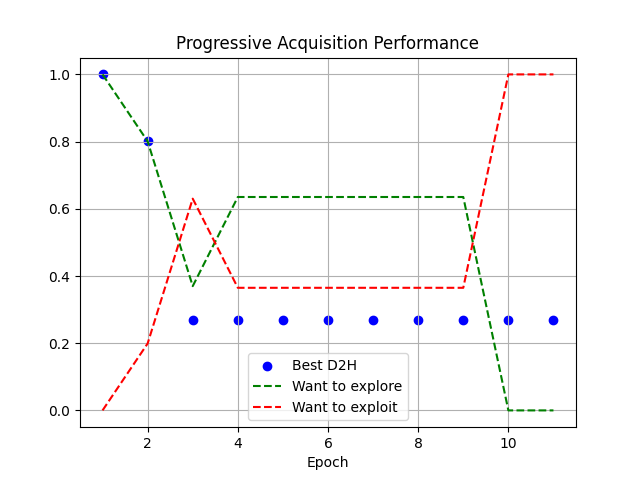 Progressive Acquisition Performance
1.0
0.8
0.6
0.4
0.2
0.0
Best D2H
Want to explore
Want to exploit
2 4 6 8 10
Epoch